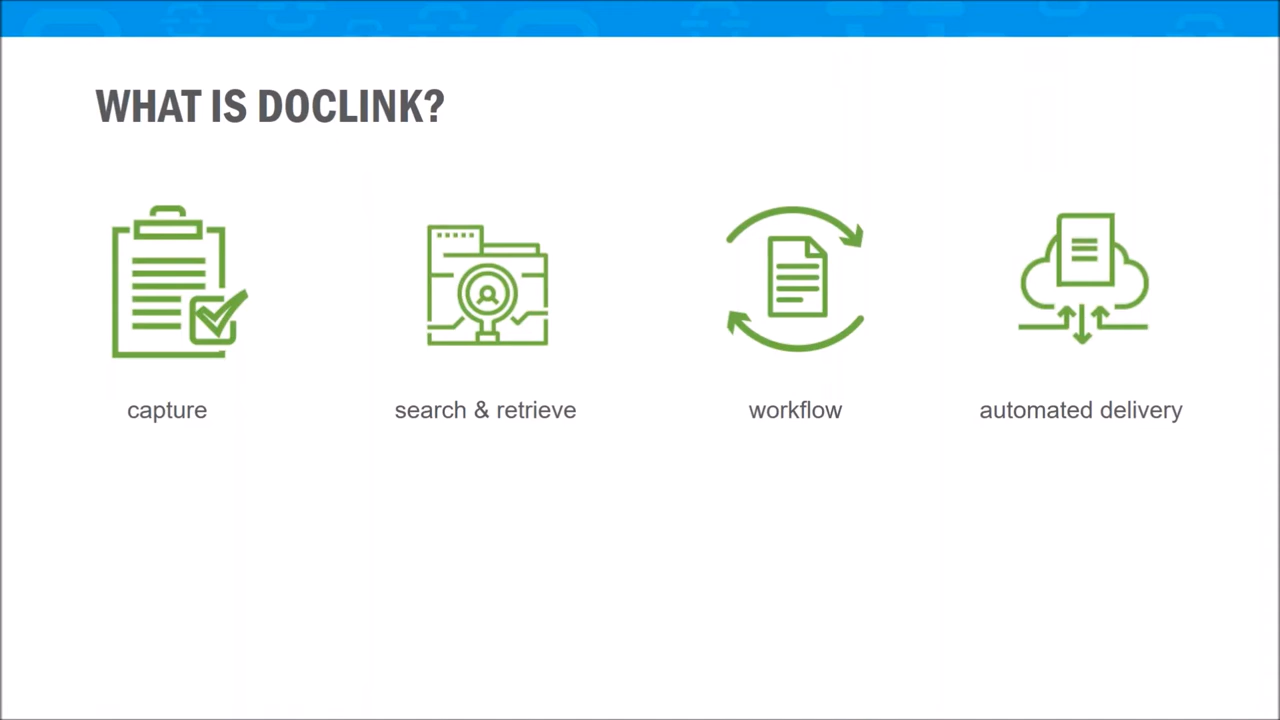 WHAT IS DOCLINK?
capture
search & retrieve
workflow
automated delivery